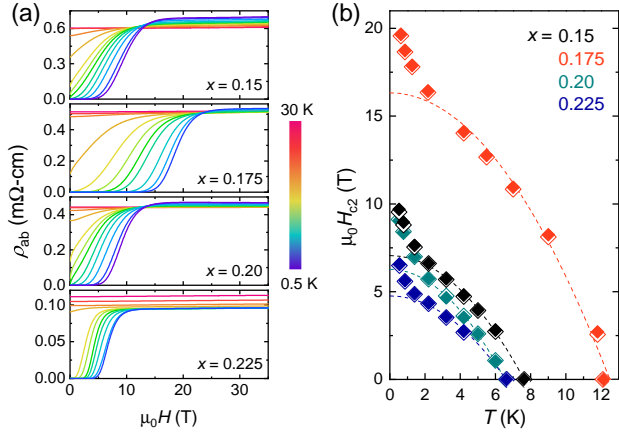 (a)
0.6
0.3
0.0
x = 0.15
0.4
0.2
0.0
x = 0.175
0.4
0.2
0.0
x = 0.20
0.10
0.05
0.00
x = 0.225
0 10 20 30
μ0H (T)
ρab (mΩ-cm)
30 K
0.5 K
(b)
20
15
10
5
0
0 2 4 6 8 10 12
T (K)
μ0Hc2 (T)
x = 0.15
0.175
0.20
0.225